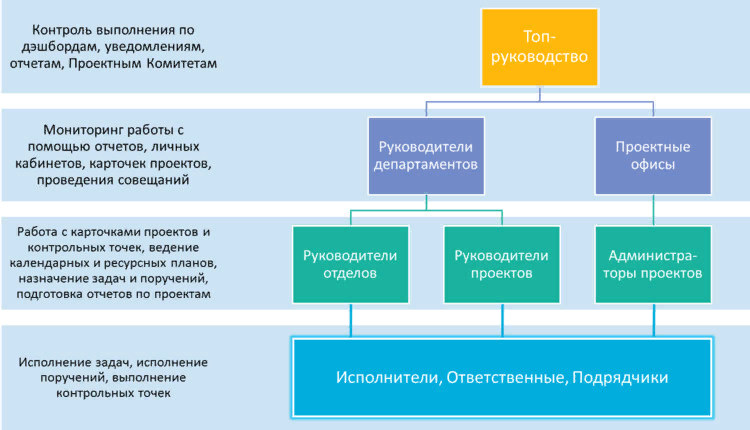 Контроль выполнения по
дэшбордам, уведомлениям,
отчетам, Проектным Комитетам
Топ-
руководство
Мониторинг работы с
помощью отчетов, личных
кабинетов, карточек проектов,
проведения совещаний
Руководители
департаментов
Проектные
офисы
Работа с карточками проектов и
контрольных точек, ведение
календарных и ресурсных планов,
назначение задач и поручений,
подготовка отчетов по проектам
Руководители
отделов
Руководители
проектов
Администра-
торы проектов
Исполнение задач, исполнение
поручений, выполнение
контрольных точек
Исполнители, Ответственные, Подрядчики